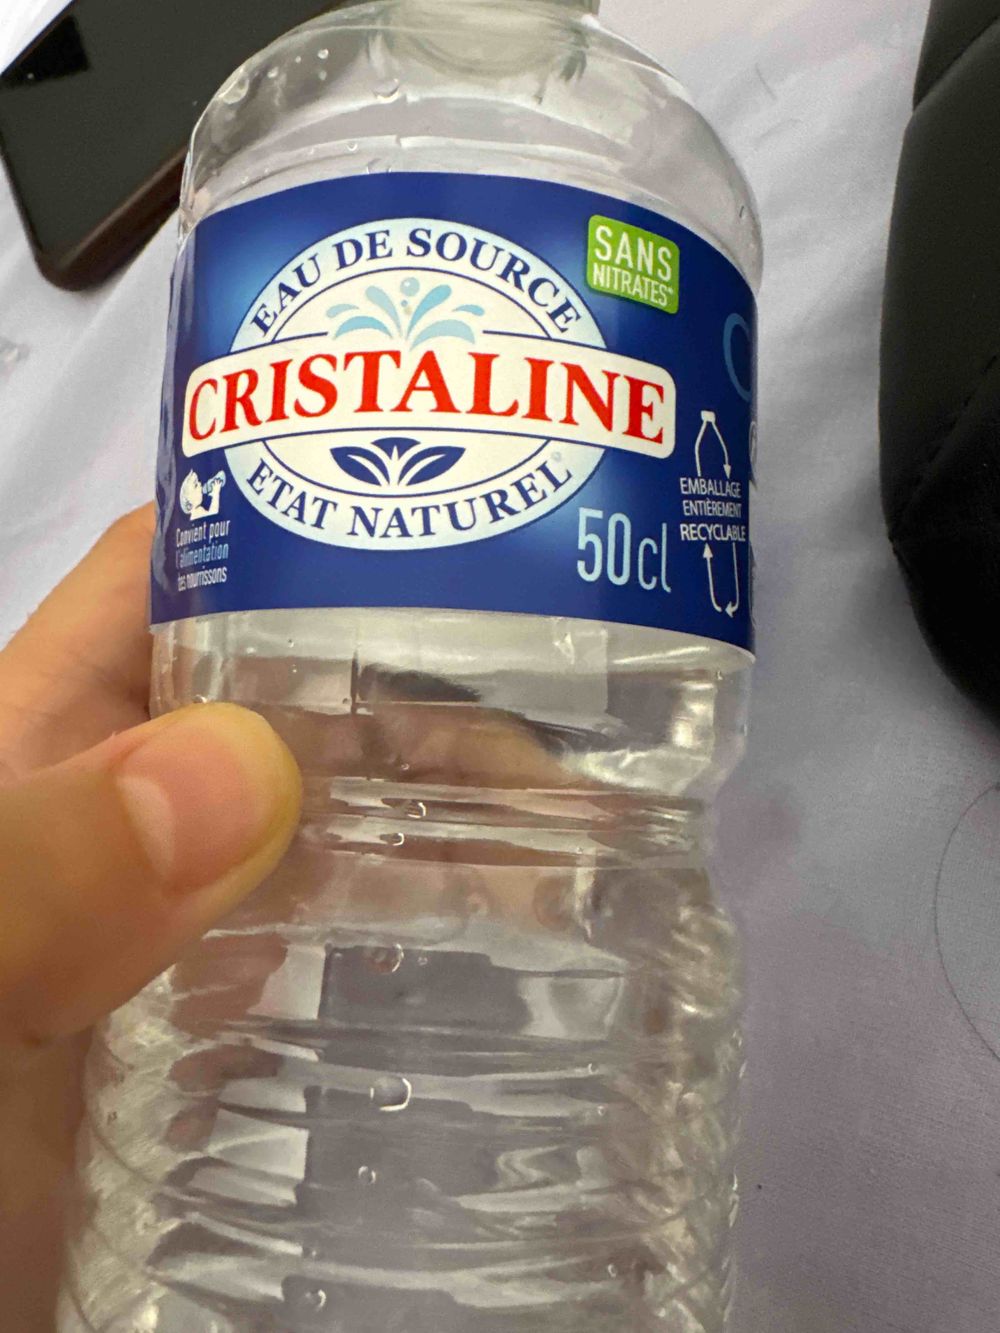 EAU DE SOURCE
SANS
NITRATES*
CRISTALINE
ETAT NATUREL
Convient pour
l'alimentation
des nourrissons
50cl
EMBALLAGE
ENTIÈREMENT
RECYCLABLE